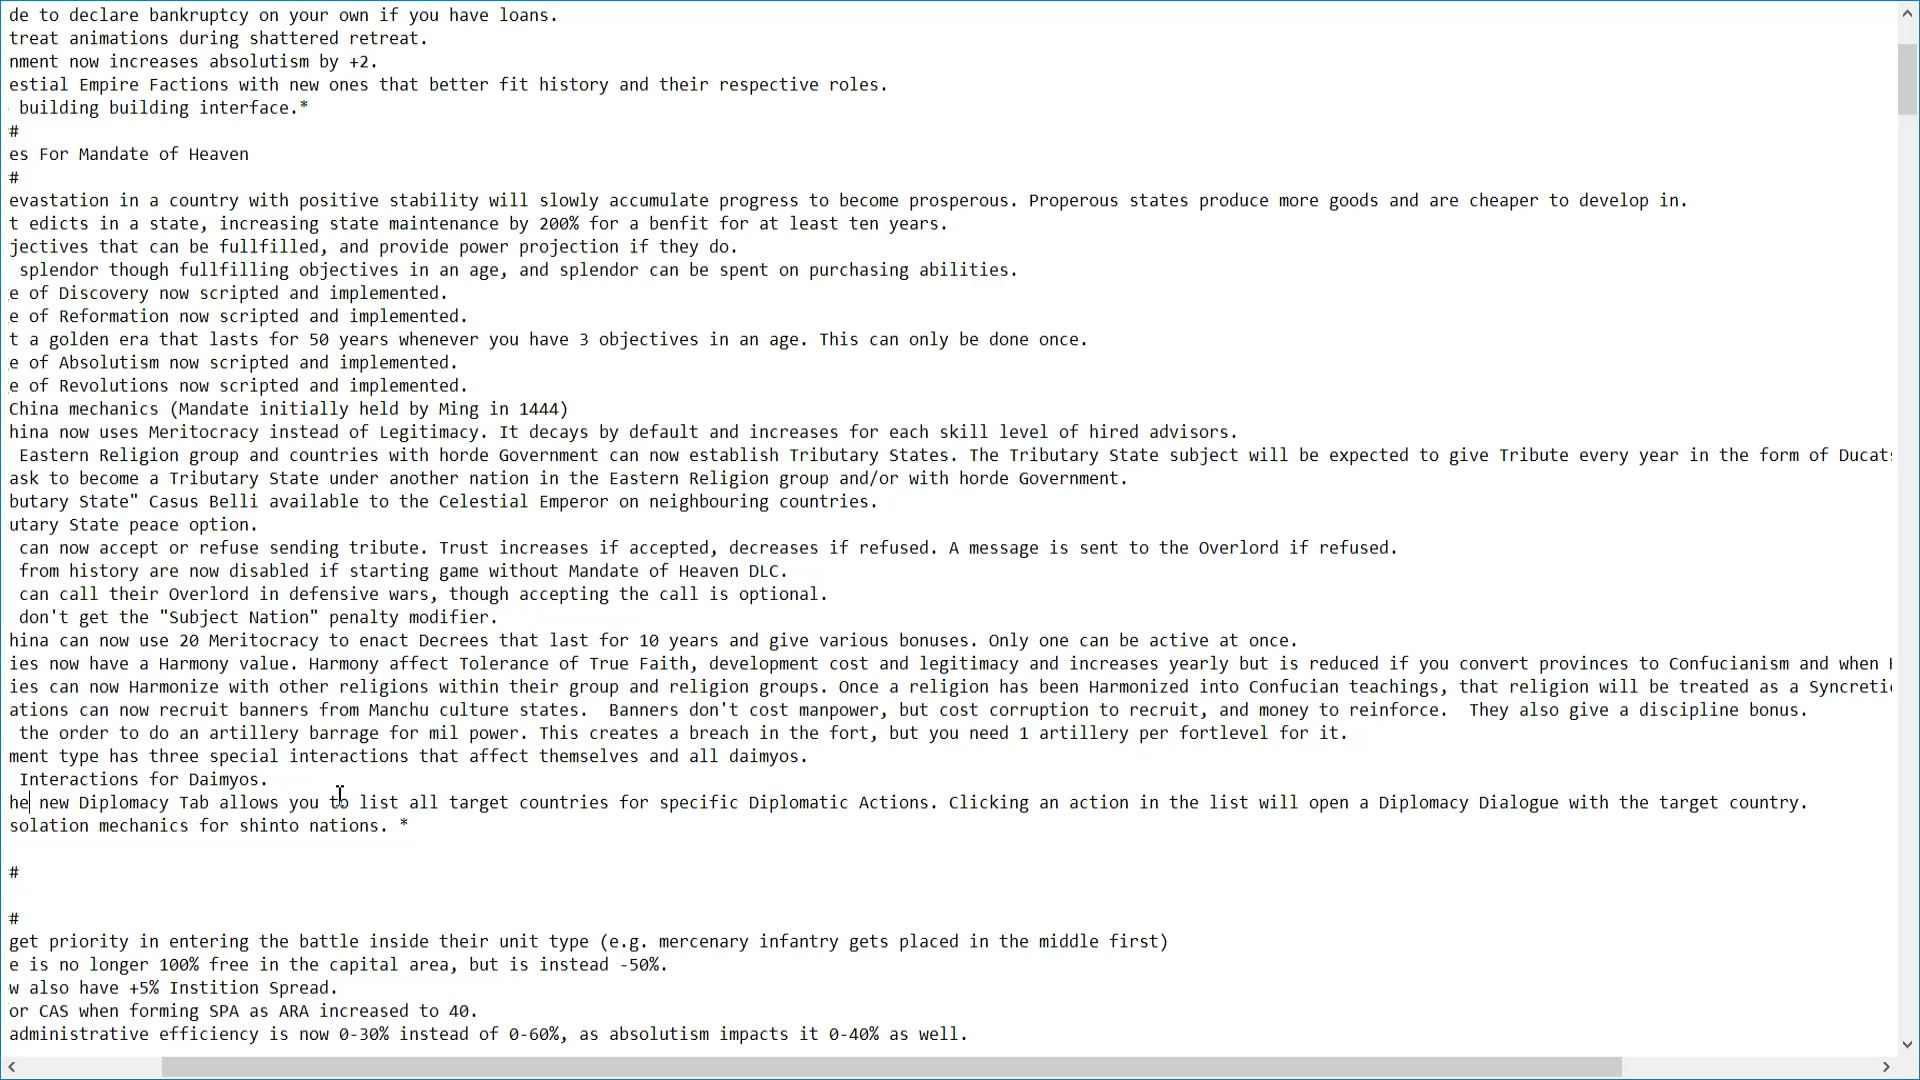 de to declare bankruptcy on your own if you have loans.
treat animations during shattered retreat.
nment now increases absolutism by +2.
estial Empire Factions with new ones that better fit history and their respective roles.
building building interface.*
#
es For Mandate of Heaven
#
evastation in a country with positive stability will slowly accumulate progress to become prosperous. Properous states produce more goods and are cheaper to develop in.
t edicts in a state, increasing state maintenance by 200% for a benfit for at least ten years.
jectives that can be fullfilled, and provide power projection if they do.
splendor though fullfilling objectives in an age, and splendor can be spent on purchasing abilities.
e of Discovery now scripted and implemented.
e of Reformation now scripted and implemented.
t a golden era that lasts for 50 years whenever you have 3 objectives in an age. This can only be done once.
e of Absolutism now scripted and implemented.
e of Revolutions now scripted and implemented.
China mechanics (Mandate initially held by Ming in 1444)
hina now uses Meritocracy instead of Legitimacy. It decays by default and increases for each skill level of hired advisors.
Eastern Religion group and countries with horde Government can now establish Tributary States. The Tributary State subject will be expected to give Tribute every year in the form of Ducats
ask to become a Tributary State under another nation in the Eastern Religion group and/or with horde Government.
butary State" Casus Belli available to the Celestial Emperor on neighbouring countries.
utary State peace option.
can now accept or refuse sending tribute. Trust increases if accepted, decreases if refused. A message is sent to the Overlord if refused.
from history are now disabled if starting game without Mandate of Heaven DLC.
can call their Overlord in defensive wars, though accepting the call is optional.
don't get the "Subject Nation" penalty modifier.
hina can now use 20 Meritocracy to enact Decrees that last for 10 years and give various bonuses. Only one can be active at once.
ies now have a Harmony value. Harmony affect Tolerance of True Faith, development cost and legitimacy and increases yearly but is reduced if you convert provinces to Confucianism and when
ies can now Harmonize with other religions within their group and religion groups. Once a religion has been Harmonized into Confucian teachings, that religion will be treated as a Syncretic
ations can now recruit banners from Manchu culture states.  Banners don't cost manpower, but cost corruption to recruit, and money to reinforce.  They also give a discipline bonus.
the order to do an artillery barrage for mil power. This creates a breach in the fort, but you need 1 artillery per fortlevel for it.
ment type has three special interactions that affect themselves and all daimyos.
Interactions for Daimyos.
he new Diplomacy Tab allows you to list all target countries for specific Diplomatic Actions. Clicking an action in the list will open a Diplomacy Dialogue with the target country.
solation mechanics for shinto nations. *
#
#
get priority in entering the battle inside their unit type (e.g. mercenary infantry gets placed in the middle first)
e is no longer 100% free in the capital area, but is instead -50%.
w also have +5% Instition Spread.
or CAS when forming SPA as ARA increased to 40.
administrative efficiency is now 0-30% instead of 0-60%, as absolutism impacts it 0-40% as well.